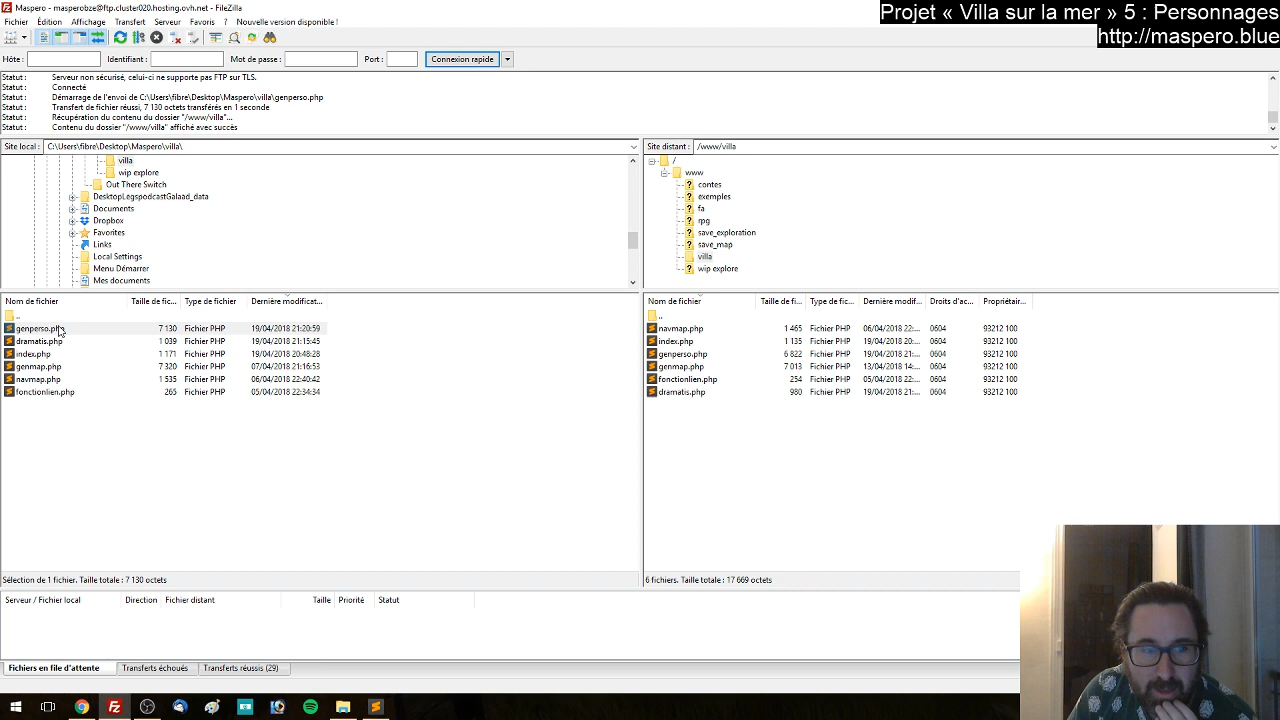 Maspero - masperobze@ftp.cluster020.hosting.ovh.net - FileZilla
Projet « Villa sur la mer » 5 : Personnages
http://maspero.blue
Fichier Édition Affichage Transfert Serveur Favoris ? Nouvelle version disponible !
Hôte : Identifiant : Mot de passe : Port : Connexion rapide
Statut : Serveur non sécurisé, celui-ci ne supporte pas FTP sur TLS.
Statut : Connecté
Statut : Démarrage de l'envoi de C:\Users\fibre\Desktop\Maspero\villa\genperso.php
Statut : Transfert de fichier réussi, 7 130 octets transférés en 1 seconde
Statut : Récupération du contenu du dossier "/www/villa"...
Statut : Contenu du dossier "/www/villa" affiché avec succès
Site local : C:\Users\fibre\Desktop\Maspero\villa\
villa
wip explore
Out There Switch
DesktopLegspodcastGalaad_data
Documents
Dropbox
Favorites
Links
Local Settings
Menu Démarrer
Mes documents
Site distant : /www/villa
/
www
contes
exemples
fa
rpg
save_exploration
save_map
villa
wip explore
Nom de fichier Taille de fic... Type de fichier Dernière modificat...
..
genperso.php 7 130 Fichier PHP 19/04/2018 21:20:59
dramatis.php 1 039 Fichier PHP 19/04/2018 21:15:45
index.php 1 171 Fichier PHP 19/04/2018 20:48:28
genmap.php 7 320 Fichier PHP 07/04/2018 21:16:53
navmap.php 1 535 Fichier PHP 06/04/2018 22:40:42
fonctionlien.php 265 Fichier PHP 05/04/2018 22:34:34
Sélection de 1 fichier. Taille totale : 7 130 octets
Nom de fichier Taille de fi... Type de fic... Dernière modif... Droits d'ac... Propriétair...
..
navmap.php 1 465 Fichier PHP 06/04/2018 22:... 0604 93212 100
index.php 1 135 Fichier PHP 19/04/2018 20:... 0604 93212 100
genperso.php 6 822 Fichier PHP 19/04/2018 21:... 0604 93212 100
genmap.php 7 013 Fichier PHP 13/04/2018 14:... 0604 93212 100
fonctionlien.php 254 Fichier PHP 05/04/2018 22:... 0604 93212 100
dramatis.php 980 Fichier PHP 19/04/2018 21:... 0604 93212 100
6 fichiers. Taille totale : 17 669 octets
Serveur / Fichier local Direction Fichier distant Taille Priorité Statut
Fichiers en file d'attente Transferts échoués Transferts réussis (29)